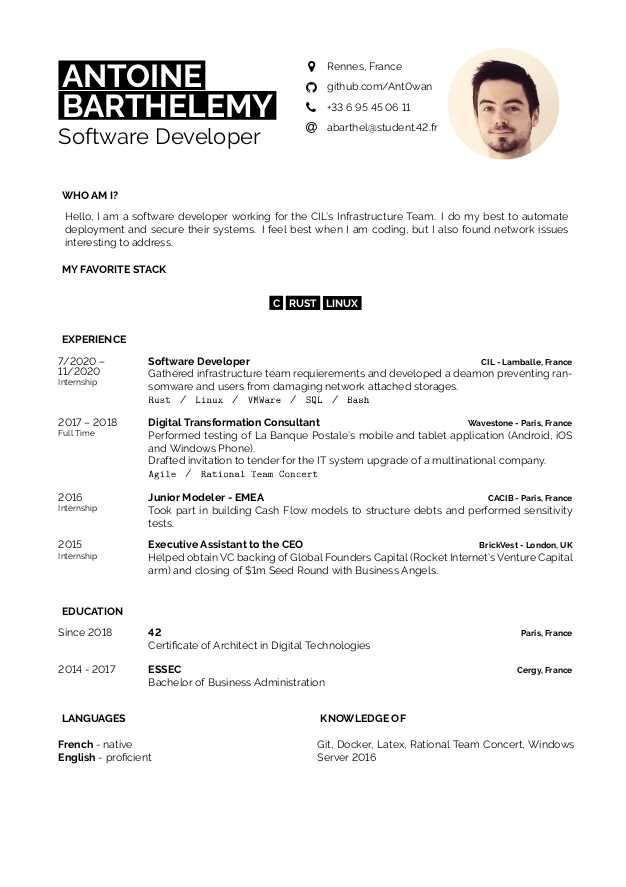 ANTOINE
BARTHELEMY
Software Developer
Rennes, France
github.com/Ant0wan
+33 6 95 45 06 11
abarthel@student.42.fr
WHO AM I?
Hello, I am a software developer working for the CIL's Infrastructure Team. I do my best to automate
deployment and secure their systems. I feel best when I am coding, but I also found network issues
interesting to address.
MY FAVORITE STACK
C RUST LINUX
EXPERIENCE
7/2020 –
11/2020
Internship
Software Developer CIL - Lamballe, France
Gathered infrastructure team requierements and developed a deamon preventing ran-
somware and users from damaging network attached storages.
Rust / Linux / VMWare / SQL / Bash
2017 – 2018
Full Time
Digital Transformation Consultant Wavestone - Paris, France
Performed testing of La Banque Postale's mobile and tablet application (Android, iOS
and Windows Phone).
Drafted invitation to tender for the IT system upgrade of a multinational company.
Agile / Rational Team Concert
2016
Internship
Junior Modeler - EMEA CACIB - Paris, France
Took part in building Cash Flow models to structure debts and performed sensitivity
tests.
2015
Internship
Executive Assistant to the CEO BrickVest - London, UK
Helped obtain VC backing of Global Founders Capital (Rocket Internet's Venture Capital
arm) and closing of $1m Seed Round with Business Angels.
EDUCATION
Since 2018 42 Paris, France
Certificate of Architect in Digital Technologies
2014 - 2017 ESSEC Cergy, France
Bachelor of Business Administration
LANGUAGES
French - native
English - proficient
KNOWLEDGE OF
Git, Docker, Latex, Rational Team Concert, Windows
Server 2016